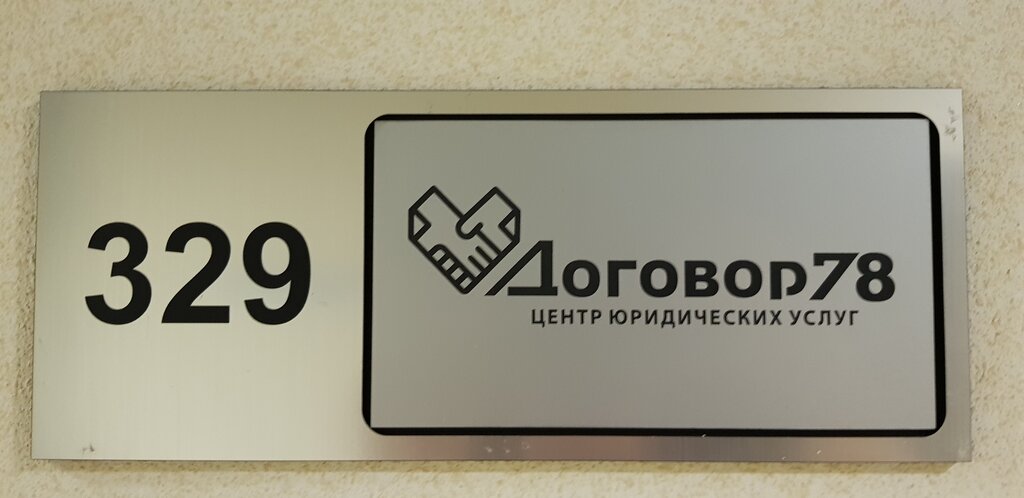 329
Договор78
ЦЕНТР ЮРИДИЧЕСКИХ УСЛУГ